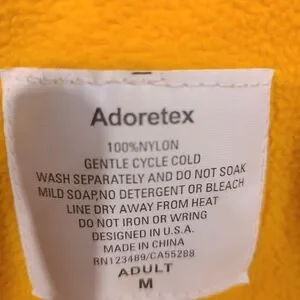 Adoretex
100%NYLON
GENTLE CYCLE COLD
WASH SEPARATELY AND DO NOT SOAK
MILD SOAP,NO DETERGENT OR BLEACH
LINE DRY AWAY FROM HEAT
DO NOT IRON OR WRING
DESIGNED IN U.S.A.
MADE IN CHINA
RN123489/CA55288
ADULT
M